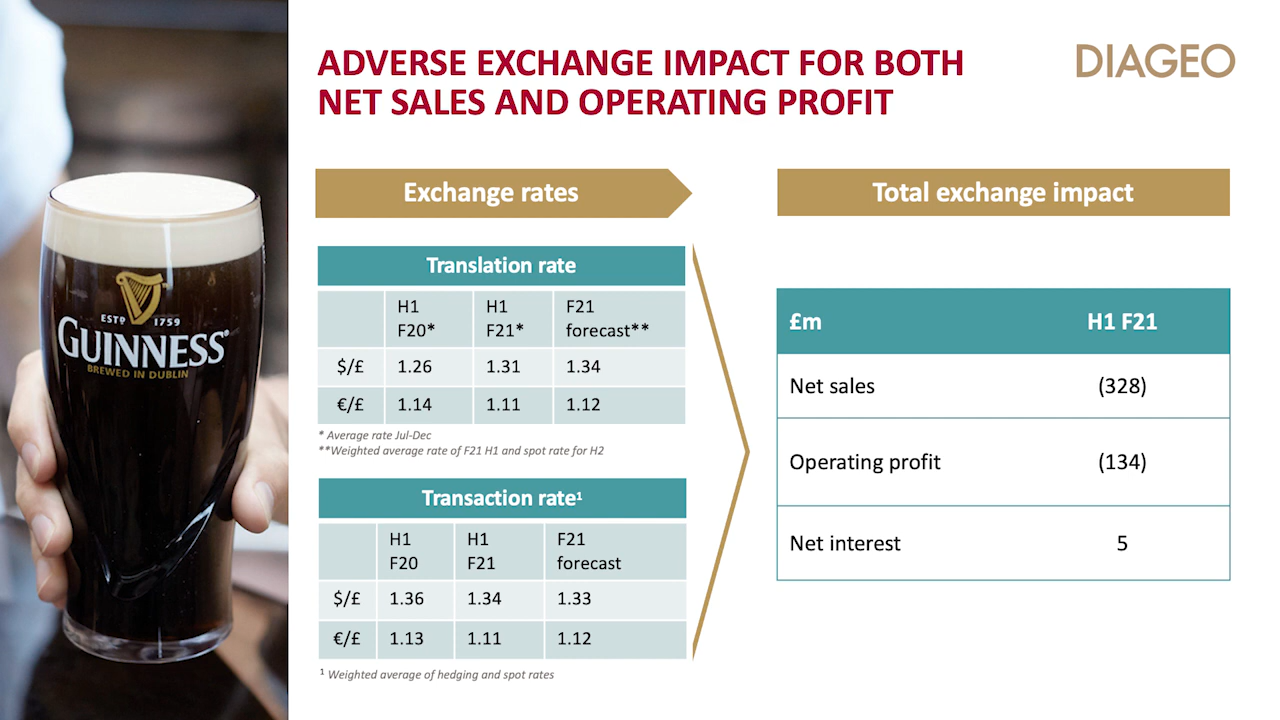 ADVERSE EXCHANGE IMPACT FOR BOTH
NET SALES AND OPERATING PROFIT
DIAGEO
ESTD 1759
GUINNESS®
BREWED IN DUBLIN
Exchange rates
Translation rate
H1 F20* H1 F21* F21 forecast**
$/£ 1.26 1.31 1.34
€/£ 1.14 1.11 1.12
* Average rate Jul-Dec
**Weighted average rate of F21 H1 and spot rate for H2
Transaction rate¹
H1 F20 H1 F21 F21 forecast
$/£ 1.36 1.34 1.33
€/£ 1.13 1.11 1.12
¹ Weighted average of hedging and spot rates
Total exchange impact
£m H1 F21
Net sales (328)
Operating profit (134)
Net interest 5